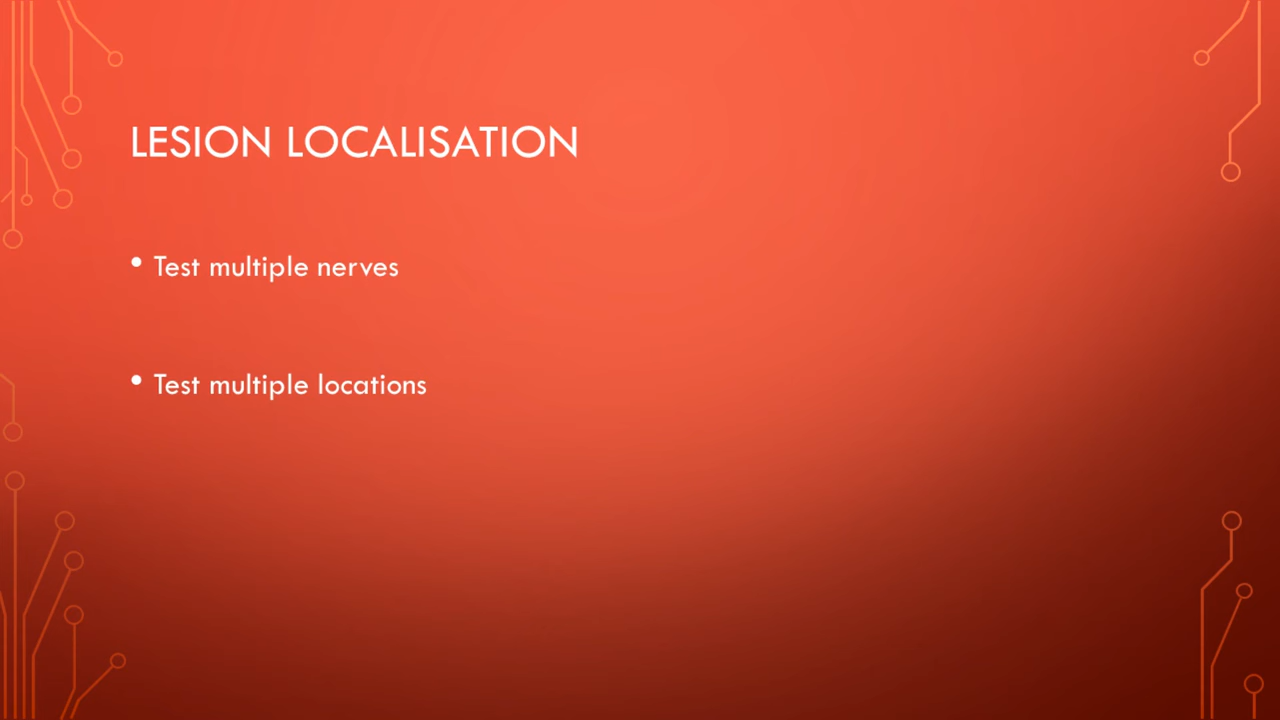 LESION LOCALISATION
• Test multiple nerves
• Test multiple locations